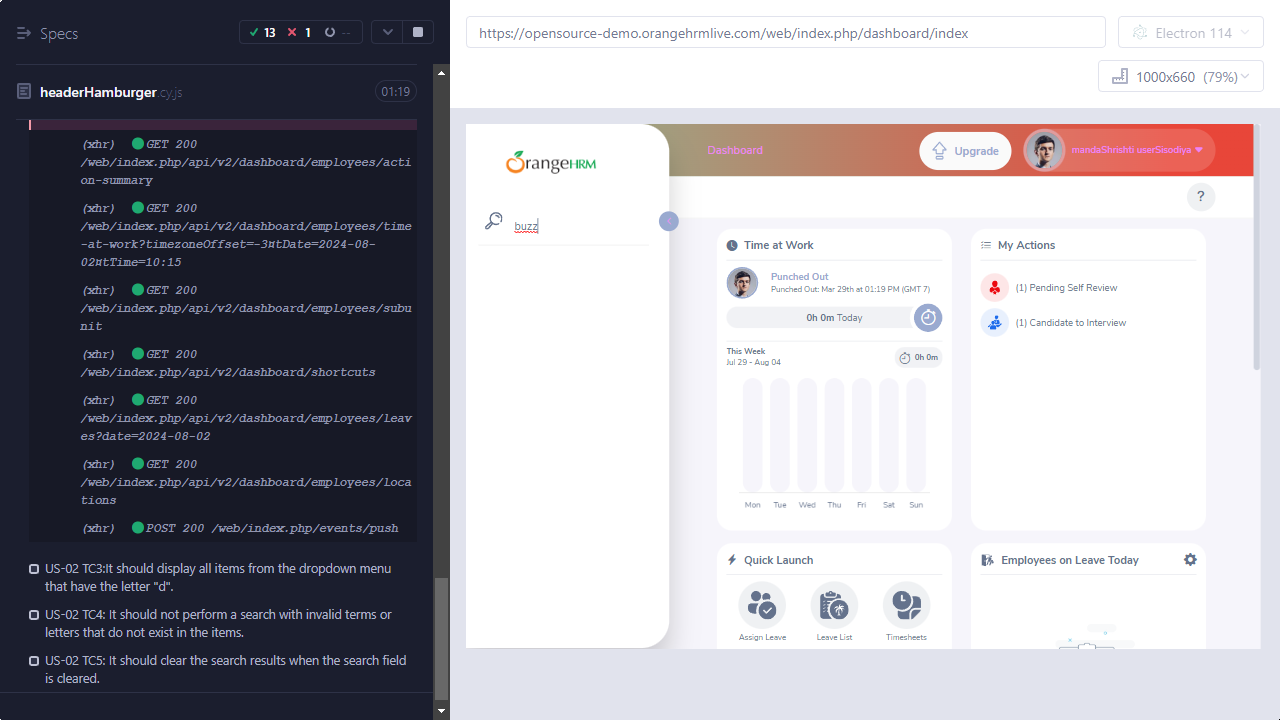 Specs
13
1
--
headerHamburger.cy.js
01:19
(xhr) GET 200
/web/index.php/api/v2/dashboard/employees/acti
on-summary
(xhr) GET 200
/web/index.php/api/v2/dashboard/employees/time
-at-work?timezoneOffset=-3&currentDate=2024-08-
02&currentTime=10:15
(xhr) GET 200
/web/index.php/api/v2/dashboard/employees/subu
nit
(xhr) GET 200
/web/index.php/api/v2/dashboard/shortcuts
(xhr) GET 200
/web/index.php/api/v2/dashboard/employees/leav
es?date=2024-08-02
(xhr) GET 200
/web/index.php/api/v2/dashboard/employees/loca
tions
(xhr) POST 200 /web/index.php/events/push
US-02 TC3:It should display all items from the dropdown menu
that have the letter "d".
US-02 TC4: It should not perform a search with invalid terms or
letters that do not exist in the items.
US-02 TC5: It should clear the search results when the search field
is cleared.
https://opensource-demo.orangehrmlive.com/web/index.php/dashboard/index
Electron 114
1000x660 (79%)
OrangeHRM
buzz
Dashboard
Upgrade
mandaShrishti userSisodiya
?
Time at Work
Punched Out
Punched Out: Mar 29th at 01:19 PM (GMT 7)
0h 0m Today
This Week
Jul 29 - Aug 04
0h 0m
Mon Tue Wed Thu Fri Sat Sun
My Actions
(1) Pending Self Review
(1) Candidate to Interview
Quick Launch
Assign Leave
Leave List
Timesheets
Employees on Leave Today